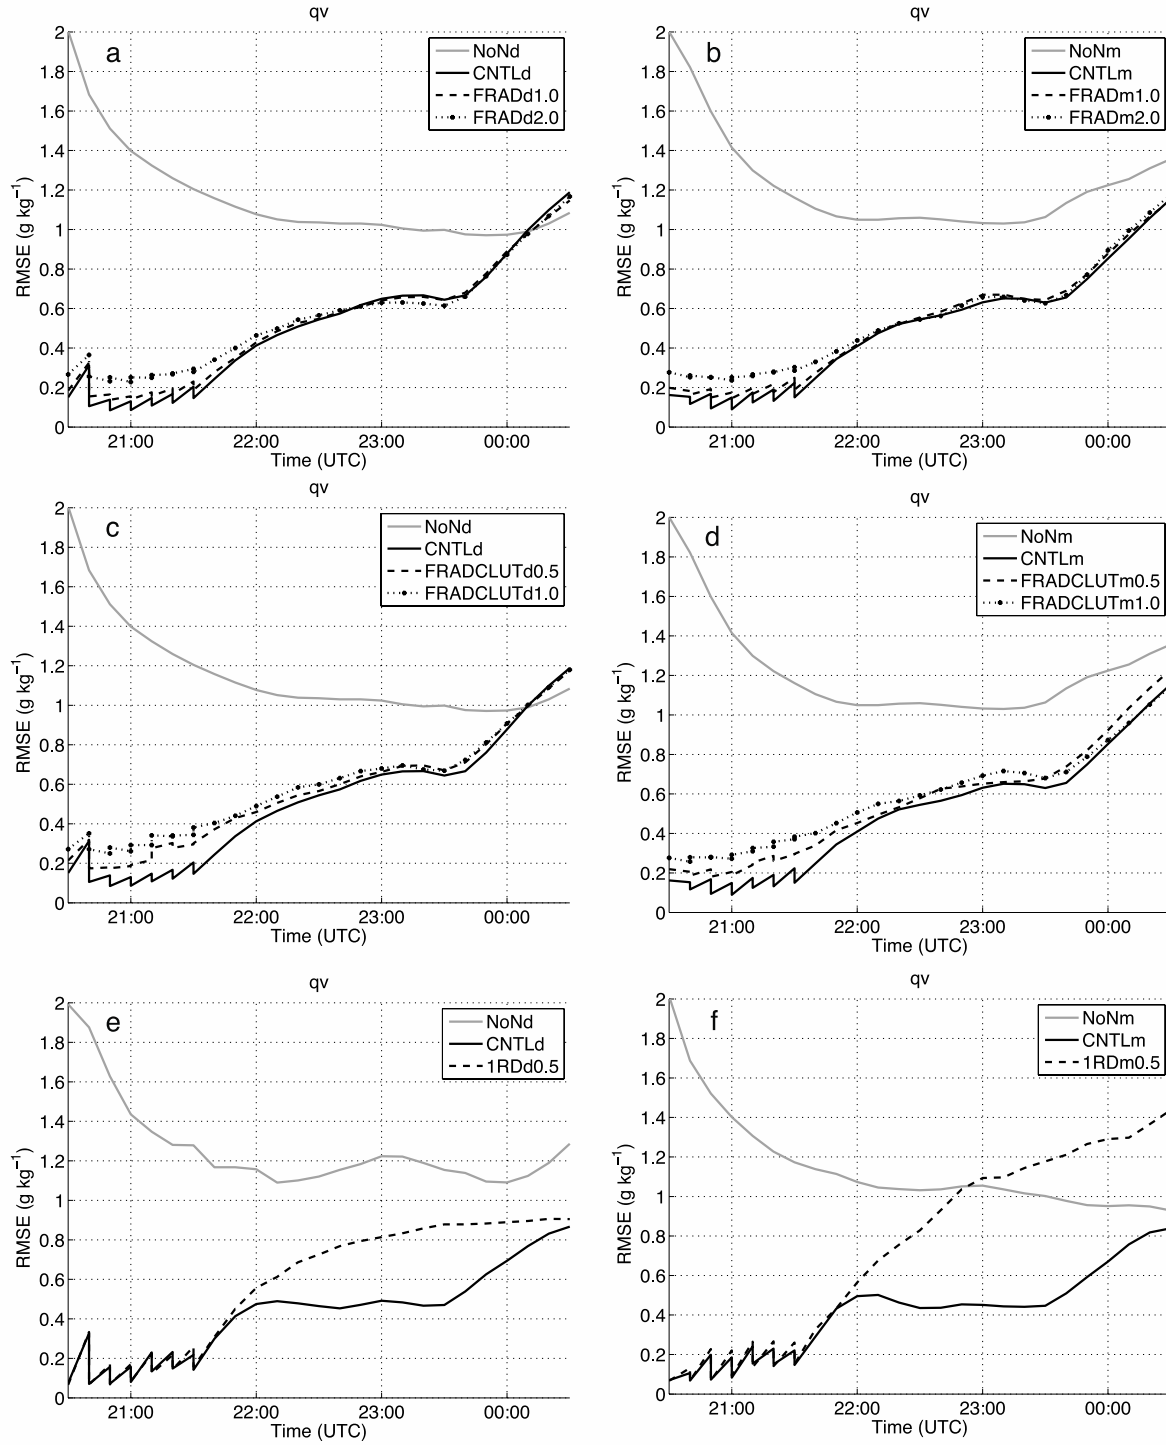 qv
a
NoNd
CNTLd
FRADd1.0
FRADd2.0
RMSE (g kg⁻¹)
2
1.8
1.6
1.4
1.2
1
0.8
0.6
0.4
0.2
0
21:00 22:00 23:00 00:00
Time (UTC)
qv
b
NoNm
CNTLm
FRADm1.0
FRADm2.0
RMSE (g kg⁻¹)
2
1.8
1.6
1.4
1.2
1
0.8
0.6
0.4
0.2
0
21:00 22:00 23:00 00:00
Time (UTC)
qv
c
NoNd
CNTLd
FRADCLUTd0.5
FRADCLUTd1.0
RMSE (g kg⁻¹)
2
1.8
1.6
1.4
1.2
1
0.8
0.6
0.4
0.2
0
21:00 22:00 23:00 00:00
Time (UTC)
qv
d
NoNm
CNTLm
FRADCLUTm0.5
FRADCLUTm1.0
RMSE (g kg⁻¹)
2
1.8
1.6
1.4
1.2
1
0.8
0.6
0.4
0.2
0
21:00 22:00 23:00 00:00
Time (UTC)
qv
e
NoNd
CNTLd
1RDd0.5
RMSE (g kg⁻¹)
2
1.8
1.6
1.4
1.2
1
0.8
0.6
0.4
0.2
0
21:00 22:00 23:00 00:00
Time (UTC)
qv
f
NoNm
CNTLm
1RDm0.5
RMSE (g kg⁻¹)
2
1.8
1.6
1.4
1.2
1
0.8
0.6
0.4
0.2
0
21:00 22:00 23:00 00:00
Time (UTC)